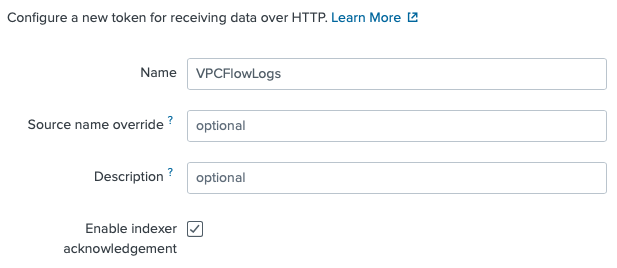 Configure a new token for receiving data over HTTP. Learn More
Name VPCFlowLogs
Source name override ? optional
Description ? optional
Enable indexer
acknowledgement